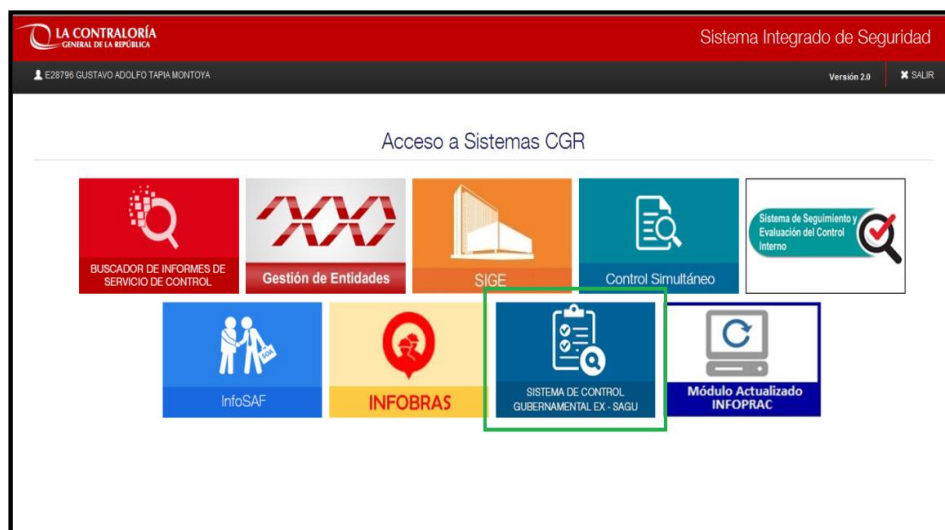 LA CONTRALORÍA
GENERAL DE LA REPÚBLICA
Sistema Integrado de Seguridad
E28796 GUSTAVO ADOLFO TAPIA MONTOYA
Versión 2.0
SALIR
Acceso a Sistemas CGR
BUSCADOR DE INFORMES DE
SERVICIO DE CONTROL
Gestión de Entidades
SIGE
Control Simultáneo
Sistema de Seguimiento y
Evaluación del Control
Interno
SOA
InfoSAF
INFOBRAS
SISTEMA DE CONTROL
GUBERNAMENTAL EX - SAGU
Módulo Actualizado
INFOPRAC